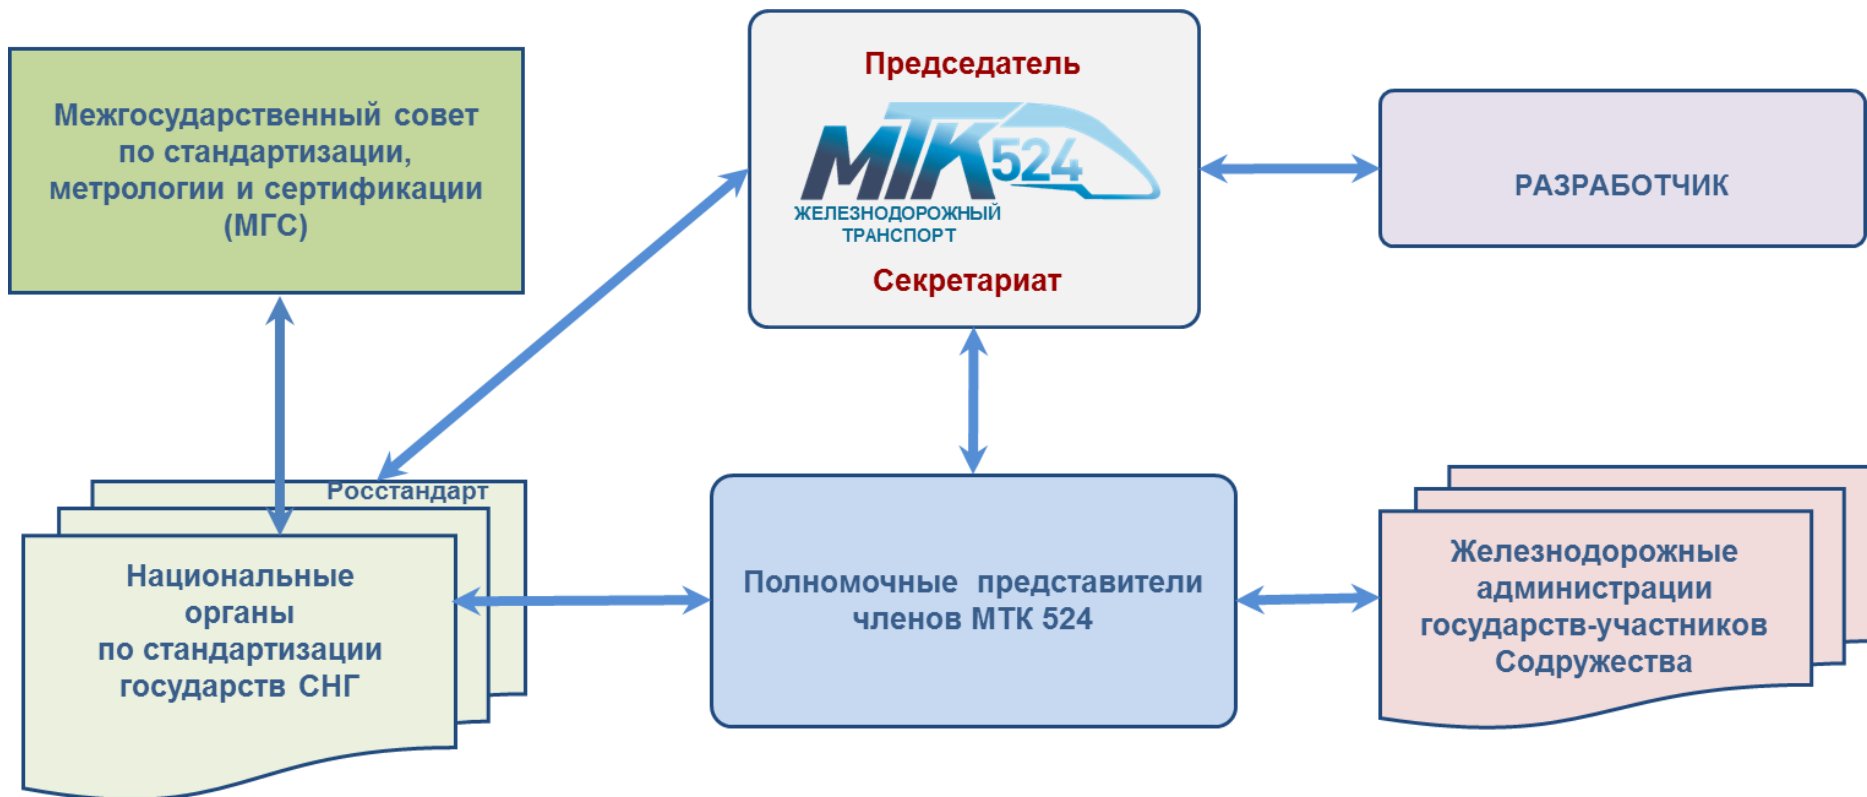 Межгосударственный совет
по стандартизации,
метрологии и сертификации
(МГС)
Председатель
МТК 524
ЖЕЛЕЗНОДОРОЖНЫЙ
ТРАНСПОРТ
Секретариат
РАЗРАБОТЧИК
Росстандарт
Национальные
органы
по стандартизации
государств СНГ
Полномочные представители
членов МТК 524
Железнодорожные
администрации
государств-участников
Содружества